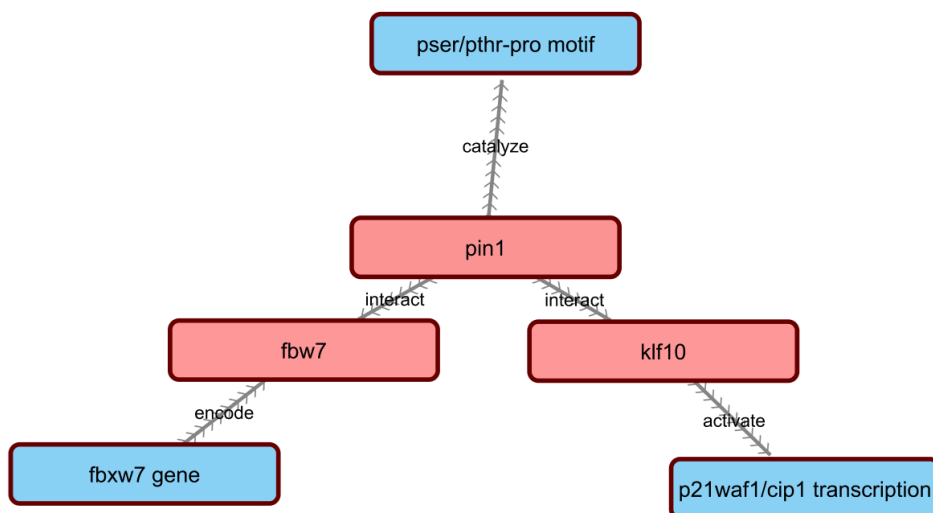 pser/pthr-pro motif
catalyze
pin1
interact
interact
fbw7
klf10
encode
activate
fbxw7 gene
p21waf1/cip1 transcription